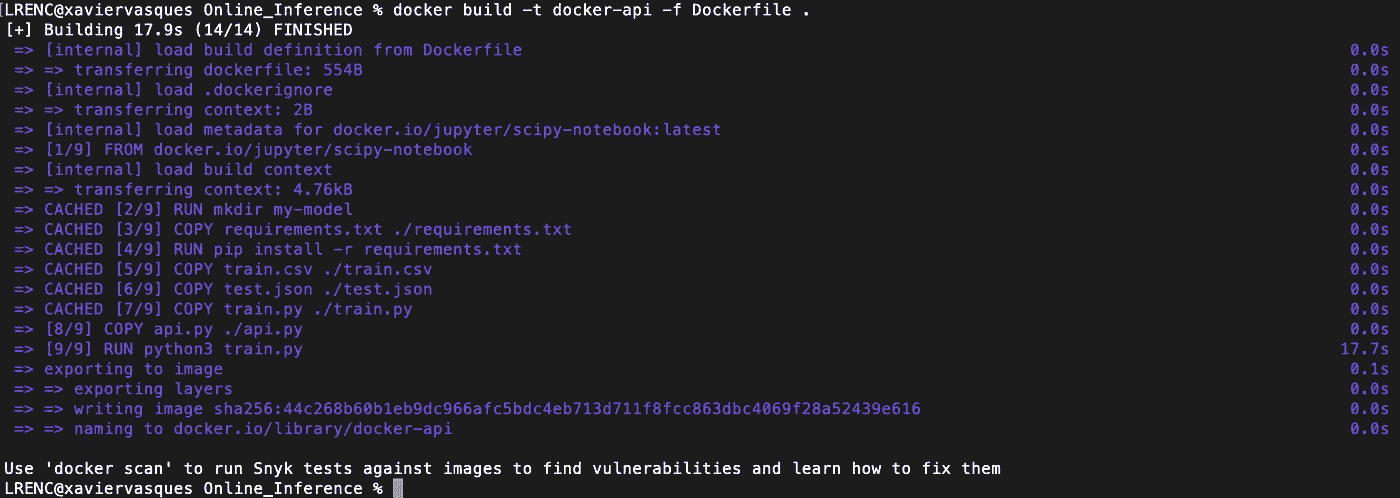 [LRENC@xaviervasques Online_Inference % docker build -t docker-api -f Dockerfile .
[+] Building 17.9s (14/14) FINISHED
=> [internal] load build definition from Dockerfile 0.0s
=> => transferring dockerfile: 554B 0.0s
=> [internal] load .dockerignore 0.0s
=> => transferring context: 2B 0.0s
=> [internal] load metadata for docker.io/jupyter/scipy-notebook:latest 0.0s
=> [1/9] FROM docker.io/jupyter/scipy-notebook 0.0s
=> [internal] load build context 0.0s
=> => transferring context: 4.76kB 0.0s
=> CACHED [2/9] RUN mkdir my-model 0.0s
=> CACHED [3/9] COPY requirements.txt ./requirements.txt 0.0s
=> CACHED [4/9] RUN pip install -r requirements.txt 0.0s
=> CACHED [5/9] COPY train.csv ./train.csv 0.0s
=> CACHED [6/9] COPY test.json ./test.json 0.0s
=> CACHED [7/9] COPY train.py ./train.py 0.0s
=> [8/9] COPY api.py ./api.py 0.0s
=> [9/9] RUN python3 train.py 17.7s
=> exporting to image 0.1s
=> => exporting layers 0.0s
=> => writing image sha256:44c268b60b1eb9dc966afc5bdc4eb713d711f8fcc863dbc4069f28a52439e616 0.0s
=> => naming to docker.io/library/docker-api 0.0s
Use 'docker scan' to run Snyk tests against images to find vulnerabilities and learn how to fix them
LRENC@xaviervasques Online_Inference %